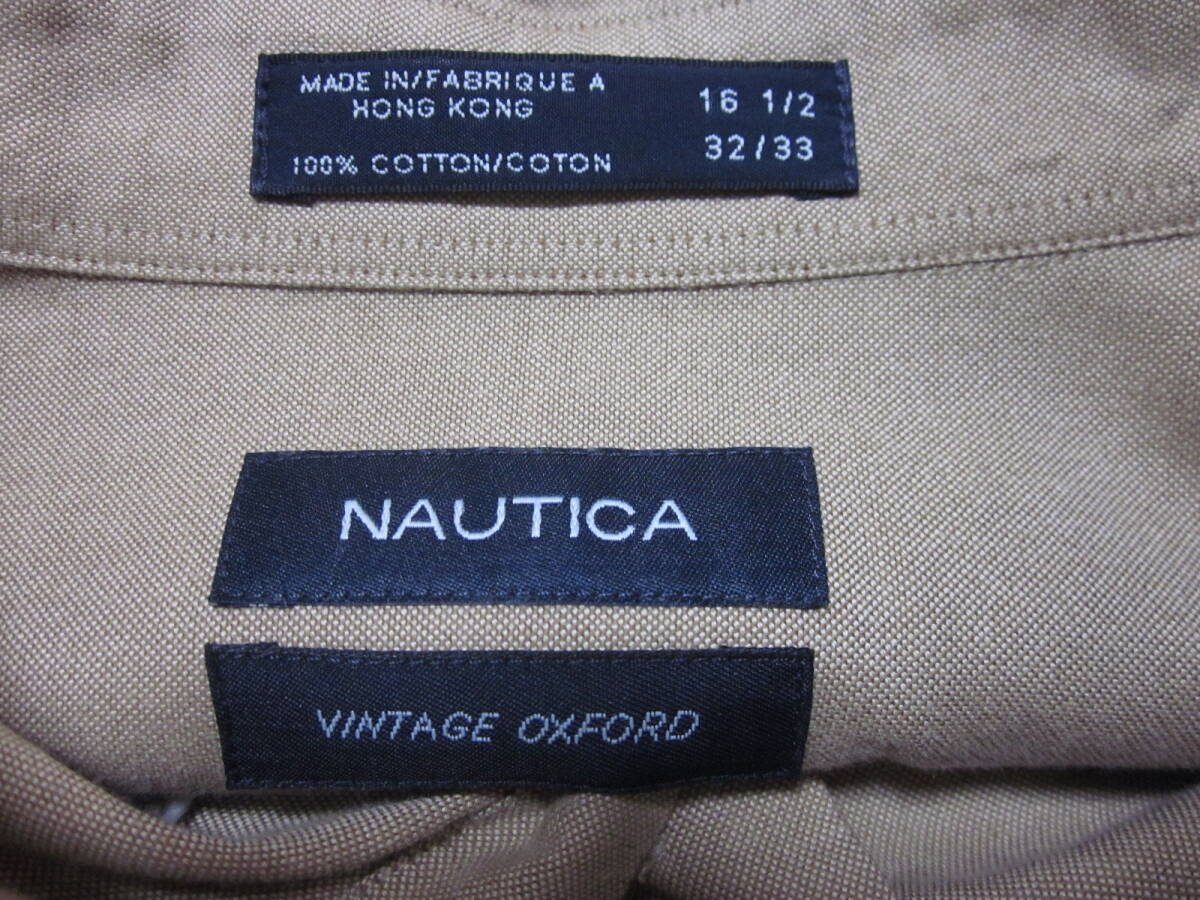 MADE IN/FABRIQUE A
HONG KONG
100% COTTON/COTON
16 1/2
32/33
NAUTICA
VINTAGE OXFORD